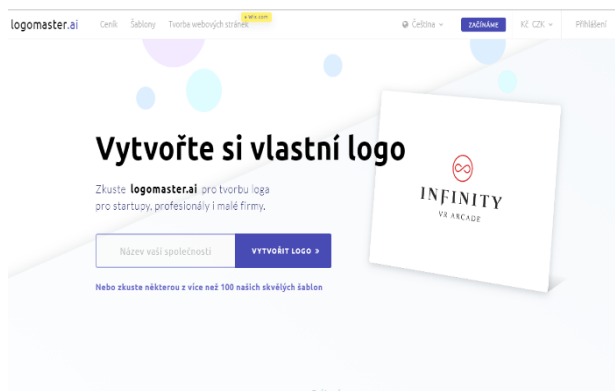 logomaster.ai
Ceník
Šablony
Tvorba webových stránek
Čeština
ZAČÍNÁME
Kč CZK
Přihlášení
Vytvořte si vlastní logo
Zkuste logomaster.ai pro tvorbu loga
pro startupy, profesionály i malé firmy.
Název vaší společnosti
VYTVOŘIT LOGO »
Nebo zkuste některou z více než 100 našich skvělých šablon
INFINITY
VR ARCADE